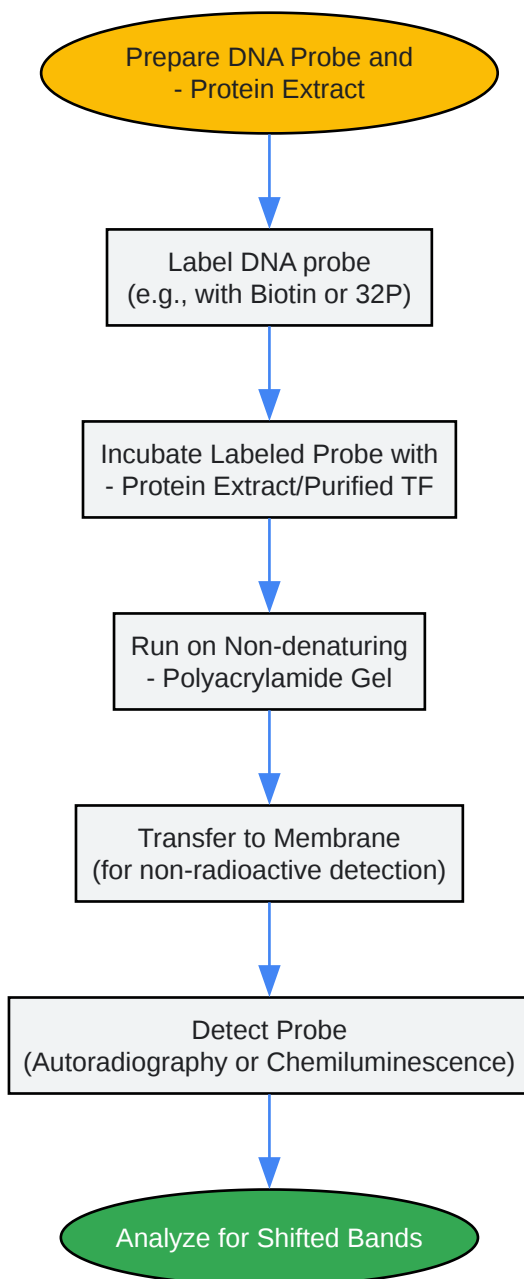 Prepare DNA Probe and
- Protein Extract
Label DNA probe
(e.g., with Biotin or 32P)
Incubate Labeled Probe with
- Protein Extract/Purified TF
Run on Non-denaturing
- Polyacrylamide Gel
Transfer to Membrane
(for non-radioactive detection)
Detect Probe
(Autoradiography or Chemiluminescence)
Analyze for Shifted Bands